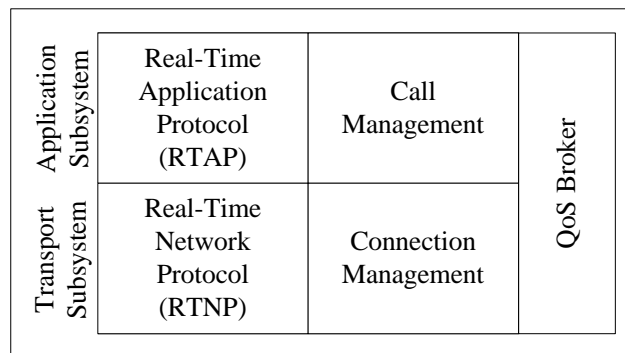 Application
Subsystem
Real-Time
Application
Protocol
(RTAP)
Call
Management
Transport
Subsystem
Real-Time
Network
Protocol
(RTNP)
Connection
Management
QoS Broker